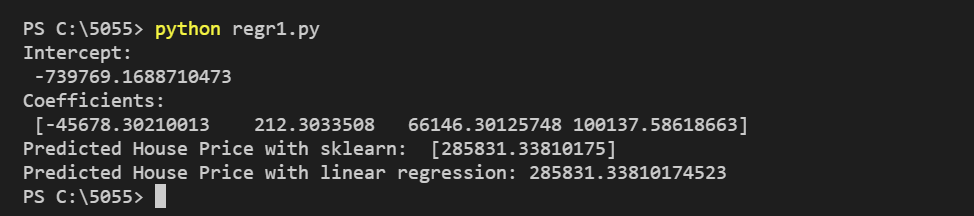 PS C:\5055> python regr1.py
Intercept:
 -739769.1688710473
Coefficients:
 [-45678.30210013    212.3033508   66146.30125748 100137.58618663]
Predicted House Price with sklearn:  [285831.33810175]
Predicted House Price with linear regression: 285831.33810174523
PS C:\5055>